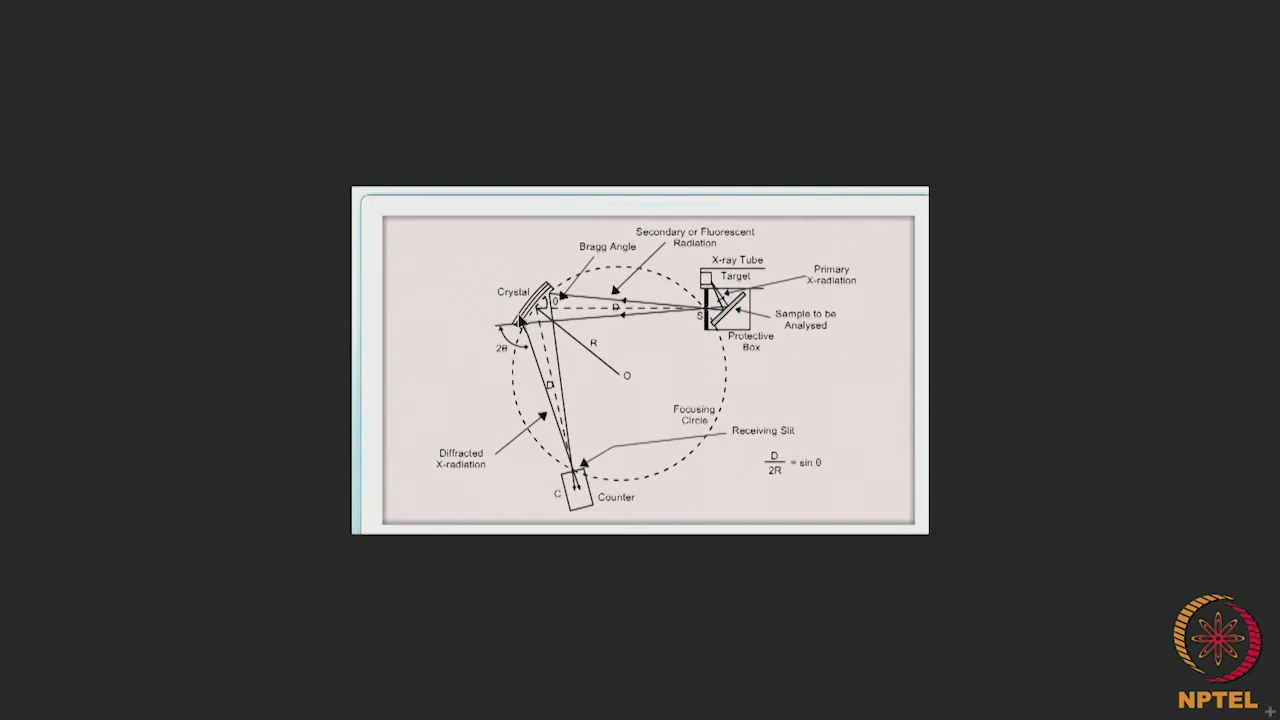 Secondary or Fluorescent
Radiation
Bragg Angle
X-ray Tube
Target
Primary
X-radiation
Crystal
θ
D
S
Sample to be
Analysed
Protective
Box
2θ
R
O
D
Focusing
Circle
Receiving Slit
Diffracted
X-radiation
D
2R
= sin θ
C
Counter
NPTEL